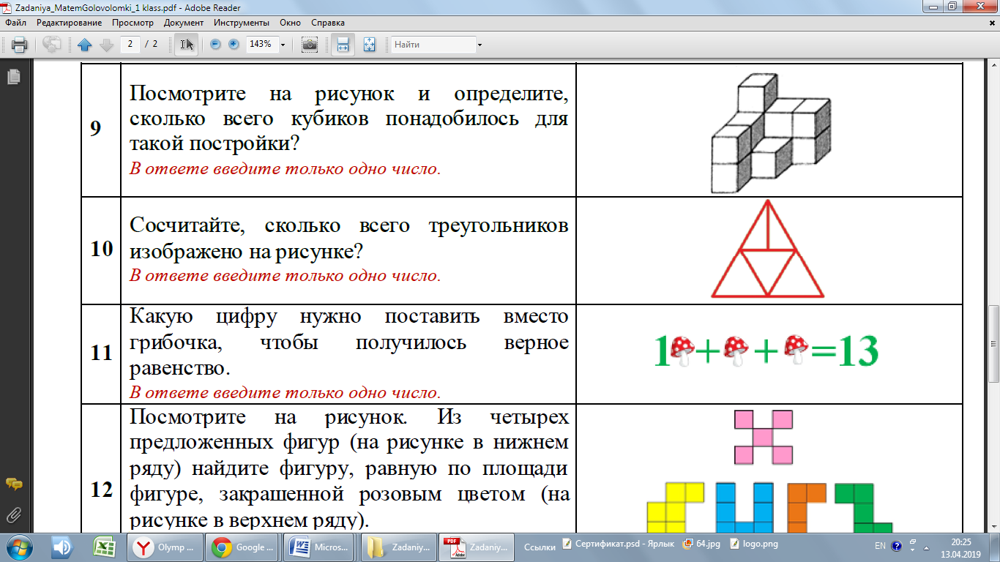 Zadaniya_MatemGolovolomki_1 klass.pdf - Adobe Reader
Файл Редактирование Просмотр Документ Инструменты Окно Справка
2 / 2 143% Найти
9
Посмотрите на рисунок и определите,
сколько всего кубиков понадобилось для
такой постройки?
В ответе введите только одно число.
10
Сосчитайте, сколько всего треугольников
изображено на рисунке?
В ответе введите только одно число.
11
Какую цифру нужно поставить вместо
грибочка, чтобы получилось верное
равенство.
В ответе введите только одно число.
1 + + =13
12
Посмотрите на рисунок. Из четырех
предложенных фигур (на рисунке в нижнем
ряду) найдите фигуру, равную по площади
фигуре, закрашенной розовым цветом (на
рисунке в верхнем ряду).
Olymp ... Google ... Micros... Zadaniy... Zadaniy... Ссылки Сертификат.psd - Ярлык 64.jpg logo.png EN 20:25
13.04.2019